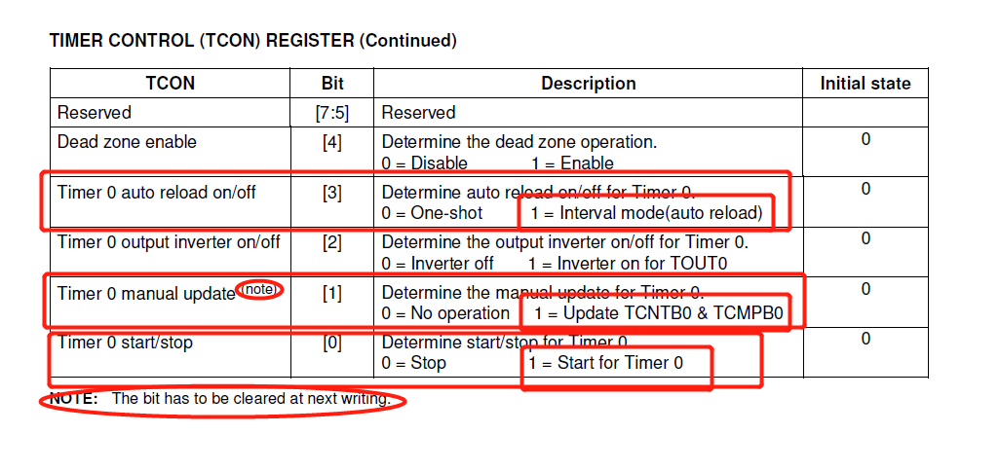 TIMER CONTROL (TCON) REGISTER (Continued)
TCON Bit Description Initial state
Reserved [7:5] Reserved
Dead zone enable [4] Determine the dead zone operation. 0
0 = Disable 1 = Enable
Timer 0 auto reload on/off [3] Determine auto reload on/off for Timer 0. 0
0 = One-shot 1 = Interval mode(auto reload)
Timer 0 output inverter on/off [2] Determine the output inverter on/off for Timer 0. 0
0 = Inverter off 1 = Inverter on for TOUT0
Timer 0 manual update (note) [1] Determine the manual update for Timer 0. 0
0 = No operation 1 = Update TCNTB0 & TCMPB0
Timer 0 start/stop [0] Determine start/stop for Timer 0. 0
0 = Stop 1 = Start for Timer 0
NOTE: The bit has to be cleared at next writing.